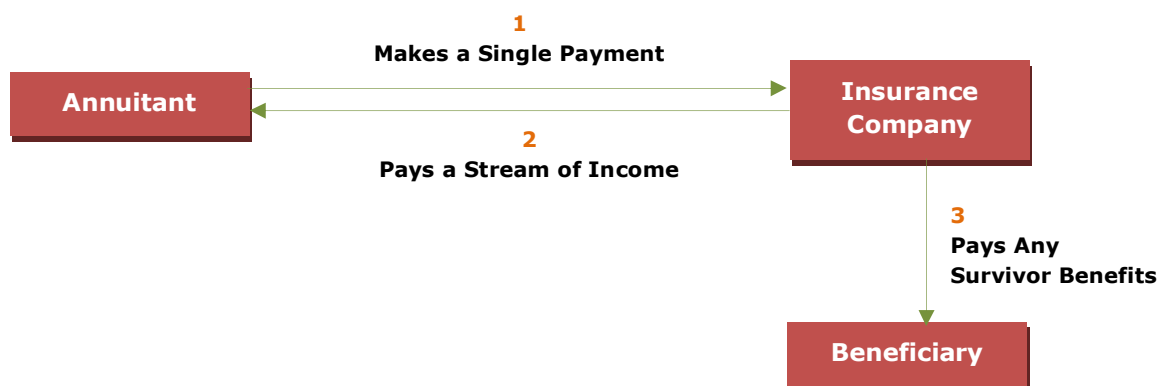 1
Makes a Single Payment
Annuitant
Insurance
Company
2
Pays a Stream of Income
3
Pays Any
Survivor Benefits
Beneficiary